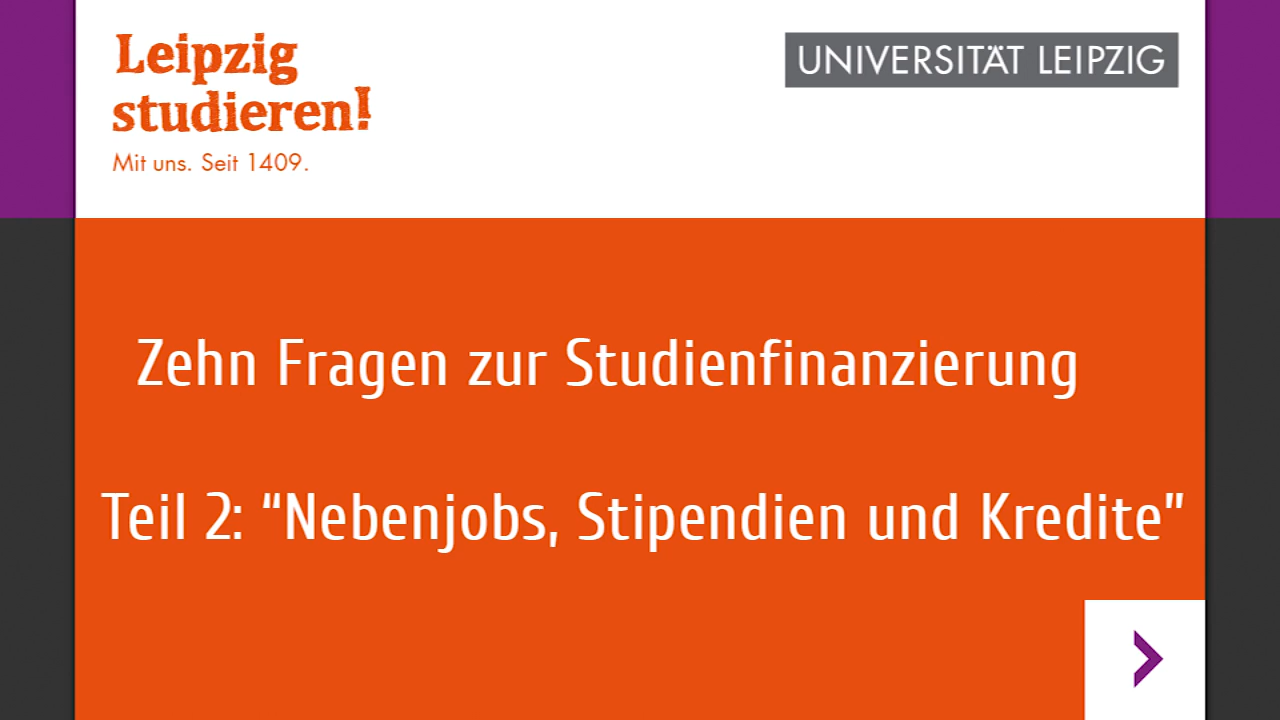 Leipzig
studieren!
Mit uns. Seit 1409.
UNIVERSITÄT LEIPZIG
Zehn Fragen zur Studienfinanzierung
Teil 2: “Nebenjobs, Stipendien und Kredite”